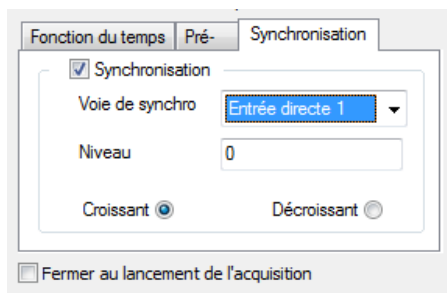 Fonction du temps Pré- Synchronisation
Synchronisation
Voie de synchro Entrée directe 1
Niveau 0
Croissant Décroissant
Fermer au lancement de l'acquisition